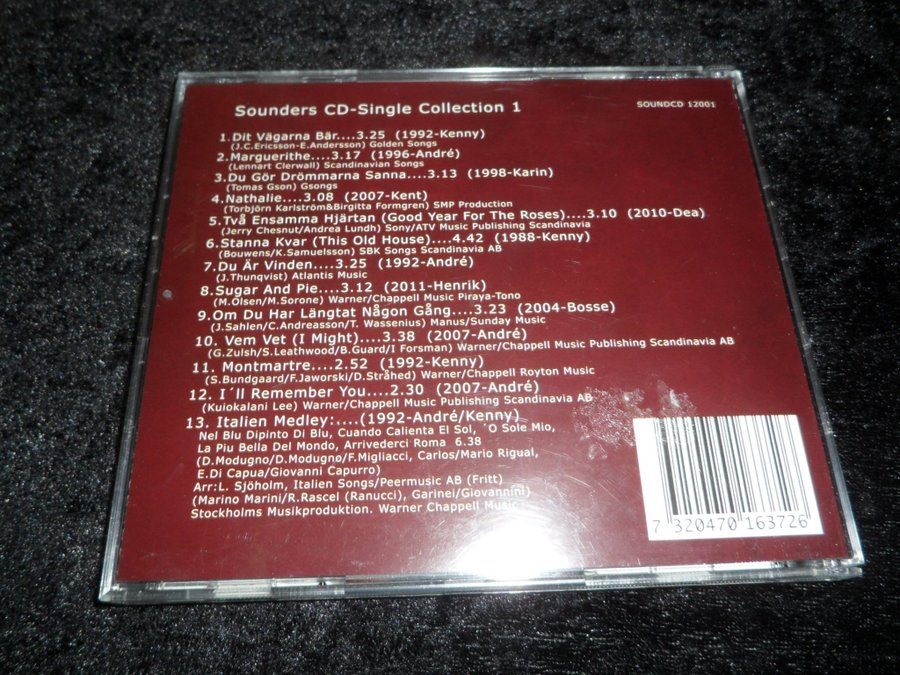 Sounders CD-Single Collection 1
SOUNDCD 12001
1.Dit Vägarna Bär....3.25 (1992-Kenny)
(J.C.Ericsson-E.Andersson) Golden Songs
2.Marguerithe....3.17 (1996-André)
(Lennart Clerwall) Scandinavian Songs
3.Du Gör Drömmarna Sanna....3.13 (1998-Karin)
(Tomas Gson) Gsongs
4.Nathalie....3.08 (2007-Kent)
(Torbjörn Karlström&Birgitta Formgren) SMP Production
5.Två Ensamma Hjärtan (Good Year For The Roses)....3.10 (2010-Dea)
(Jerry Chesnut/Andrea Lundh) Sony/ATV Music Publishing Scandinavia
6.Stanna Kvar (This Old House)....4.42 (1988-Kenny)
(Bouwens/K.Samuelsson) SBK Songs Scandinavia AB
7.Du Är Vinden....3.25 (1992-André)
(J.Thunqvist) Atlantis Music
8.Sugar And Pie....3.12 (2011-Henrik)
(M.Olsen/M.Sorone) Warner/Chappell Music Piraya-Tono
9.Om Du Har Längtat Någon Gång....3.23 (2004-Bosse)
(J.Sahlen/C.Andreasson/T. Wassenius) Manus/Sunday Music
10. Vem Vet (I Might)....3.38 (2007-André)
(G.Zulsh/S.Leathwood/B.Guard/I Forsman) Warner/Chappell Music Publishing Scandinavia AB
11. Montmartre....2.52 (1992-Kenny)
(S.Bundgaard/F.Jaworski/D.Stråhed) Warner/Chappell Royton Music
12. I´ll Remember You....2.30 (2007-André)
(Kuiokalani Lee) Warner/Chappell Music Publishing Scandinavia AB
13. Italien Medley:....(1992-André/Kenny)
Nel Blu Dipinto Di Blu, Cuando Calienta El Sol, ´O Sole Mio,
La Piu Bella Del Mondo, Arrivederci Roma 6.38
(D.Modugno/D.Modugno/F.Migliacci, Carlos/Mario Rigual,
E.Di Capua/Giovanni Capurro)
Arr:L. Sjöholm, Italien Songs/Peermusic AB (Fritt)
(Marino Marini/R.Rascel (Ranucci), Garinei/Giovannini)
Stockholms Musikproduktion. Warner Chappell Music
7 320470 163726